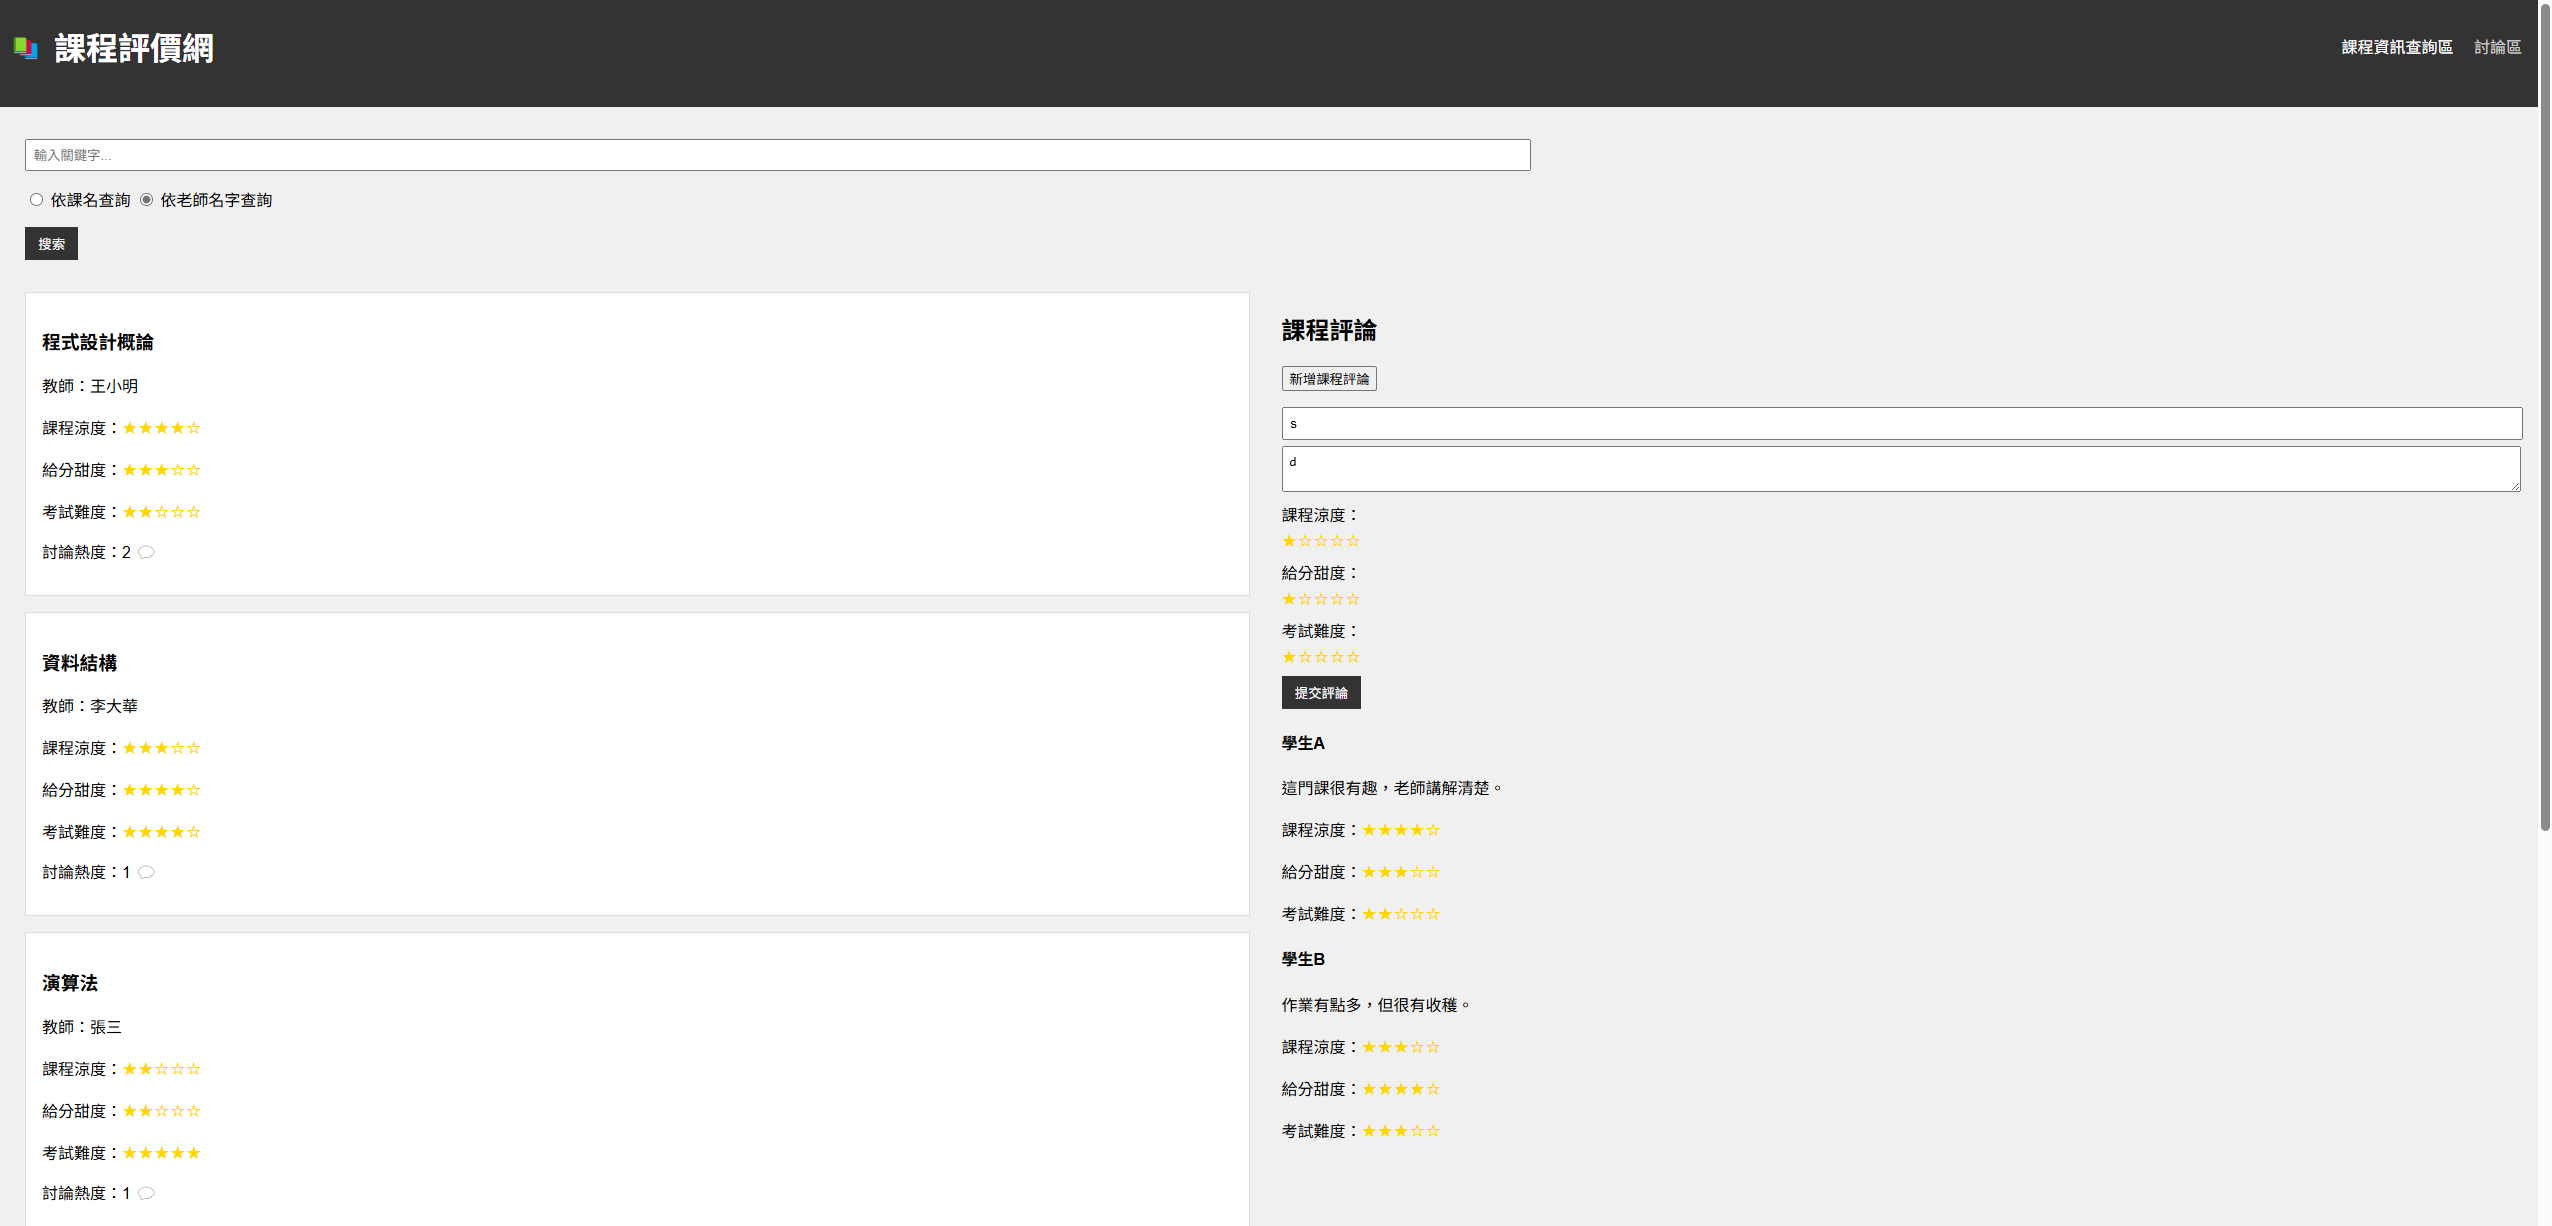 課程評價網
課程資訊查詢區 討論區
輸入關鍵字...
依課名查詢 依老師名字查詢
搜索
程式設計概論
教師：王小明
課程涼度：★★★★☆
給分甜度：★★★☆☆
考試難度：★★☆☆☆
討論熱度：2
資料結構
教師：李大華
課程涼度：★★★☆☆
給分甜度：★★★★☆
考試難度：★★★★☆
討論熱度：1
演算法
教師：張三
課程涼度：★★☆☆☆
給分甜度：★★☆☆☆
考試難度：★★★★★
討論熱度：1
課程評論
新增課程評論
s
d
課程涼度：
★☆☆☆☆
給分甜度：
★☆☆☆☆
考試難度：
★☆☆☆☆
提交評論
學生A
這門課很有趣，老師講解清楚。
課程涼度：★★★★☆
給分甜度：★★★☆☆
考試難度：★★☆☆☆
學生B
作業有點多，但很有收穫。
課程涼度：★★★☆☆
給分甜度：★★★★☆
考試難度：★★★☆☆